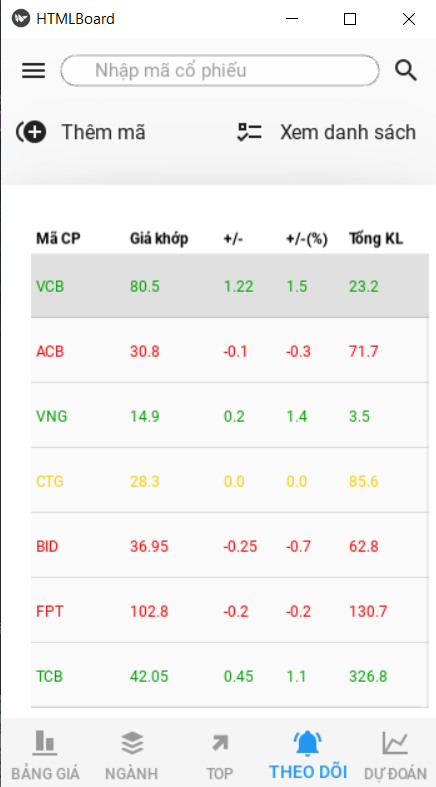 HTMLBoard
Nhập mã cổ phiếu
Thêm mã Xem danh sách
Mã CP Giá khớp +/- +/-(%) Tổng KL
VCB 80.5 1.22 1.5 23.2
ACB 30.8 -0.1 -0.3 71.7
VNG 14.9 0.2 1.4 3.5
CTG 28.3 0.0 0.0 85.6
BID 36.95 -0.25 -0.7 62.8
FPT 102.8 -0.2 -0.2 130.7
TCB 42.05 0.45 1.1 326.8
BẢNG GIÁ NGÀNH TOP THEO DÕI DỰ ĐOÁN